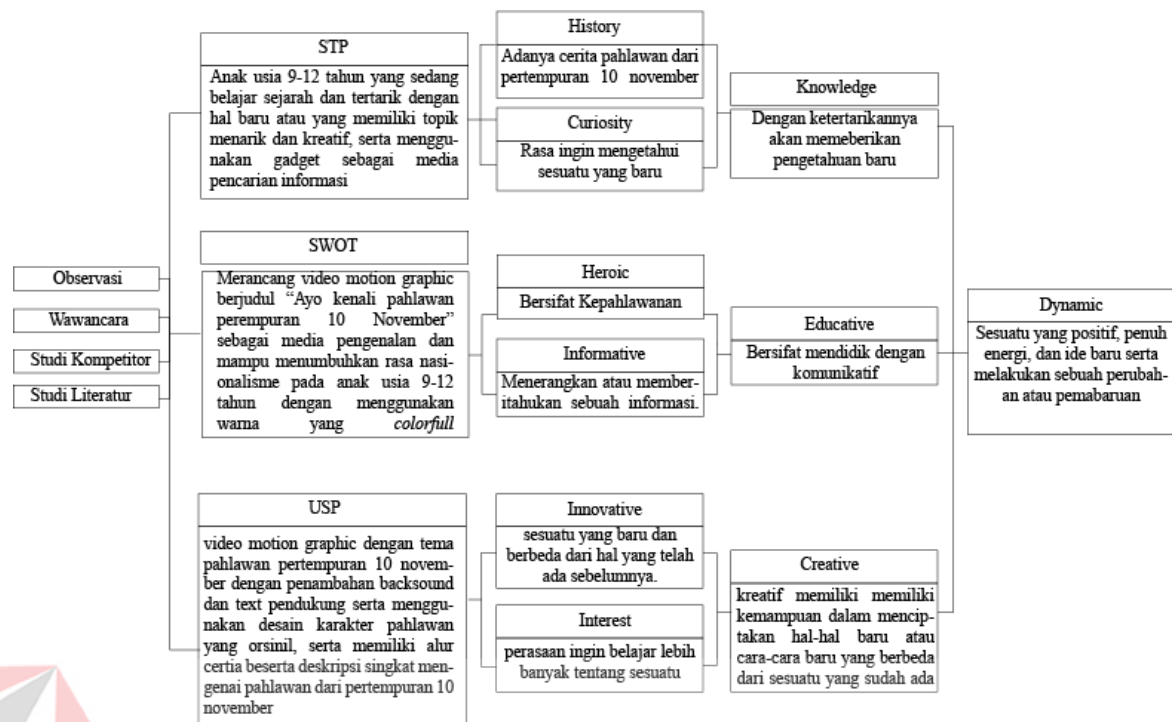 Observasi
Wawancara
Studi Kompetitor
Studi Literatur
STP
Anak usia 9-12 tahun yang sedang
belajar sejarah dan tertarik dengan
hal baru atau yang memiliki topik
menarik dan kreatif, serta menggu-
nakan gadget sebagai media
pencarian informasi
SWOT
Merancang video motion graphic
berjudul “Ayo kenali pahlawan
perempuran 10 November”
sebagai media pengenalan dan
mampu menumbuhkan rasa nasi-
onalisme pada anak usia 9-12
tahun dengan menggunakan
warna yang colorfull
USP
video motion graphic dengan tema
pahlawan pertempuran 10 novem-
ber dengan penambahan backsound
dan text pendukung serta menggu-
nakan desain karakter pahlawan
yang orsinil, serta memiliki alur
certia beserta deskripsi singkat men-
genai pahlawan dari pertempuran 10
november
History
Adanya cerita pahlawan dari
pertempuran 10 november
Curiosity
Rasa ingin mengetahui
sesuatu yang baru
Heroic
Bersifat Kepahlawanan
Informative
Menerangkan atau member-
itahukan sebuah informasi.
Innovative
sesuatu yang baru dan
berbeda dari hal yang telah
ada sebelumnya.
Interest
perasaan ingin belajar lebih
banyak tentang sesuatu
Knowledge
Dengan ketertarikannya
akan memeberikan
pengetahuan baru
Educative
Bersifat mendidik dengan
komunikatif
Creative
kreatif memiliki memiliki
kemampuan dalam mencip-
takan hal-hal baru atau
cara-cara baru yang berbeda
dari sesuatu yang sudah ada
Dynamic
Sesuatu yang positif, penuh
energi, dan ide baru serta
melakukan sebuah perubah-
an atau pemabaruan